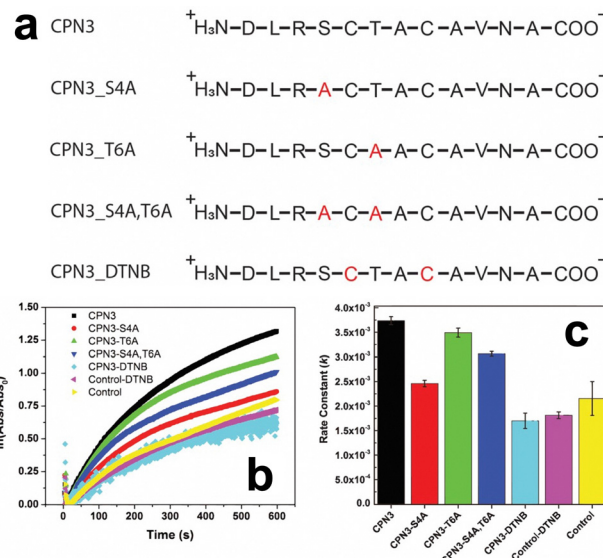 a
CPN3 ⁺H₃N–D–L–R–S–C–T–A–C–A–V–N–A–COO⁻
CPN3_S4A ⁺H₃N–D–L–R–A–C–T–A–C–A–V–N–A–COO⁻
CPN3_T6A ⁺H₃N–D–L–R–S–C–A–A–C–A–V–N–A–COO⁻
CPN3_S4A,T6A ⁺H₃N–D–L–R–A–C–A–A–C–A–V–N–A–COO⁻
CPN3_DTNB ⁺H₃N–D–L–R–S–C–T–A–C–A–V–N–A–COO⁻
1.50
1.25
1.00
0.75
0.50
0.25
0.00
ln(Abs/Abs₀)
CPN3
CPN3-S4A
CPN3-T6A
CPN3-S4A,T6A
CPN3-DTNB
Control-DTNB
Control
b
0 100 200 300 400 500 600
Time (s)
4.0x10⁻³
3.5x10⁻³
3.0x10⁻³
2.5x10⁻³
2.0x10⁻³
1.5x10⁻³
1.0x10⁻³
5.0x10⁻⁴
0.0
Rate Constant (k)
c
CPN3
CPN3-S4A
CPN3-T6A
CPN3-S4A,T6A
CPN3-DTNB
Control-DTNB
Control